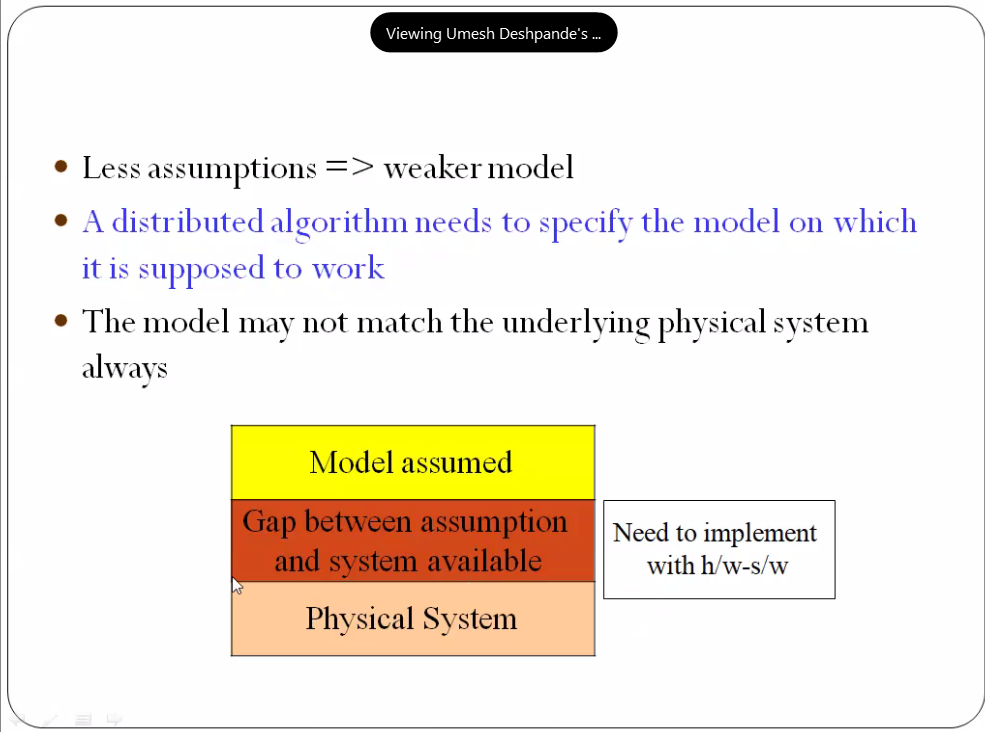 Viewing Umesh Deshpande's ...
Less assumptions => weaker model
A distributed algorithm needs to specify the model on which
it is supposed to work
The model may not match the underlying physical system
always
Model assumed
Gap between assumption
and system available
Need to implement
with h/w-s/w
Physical System